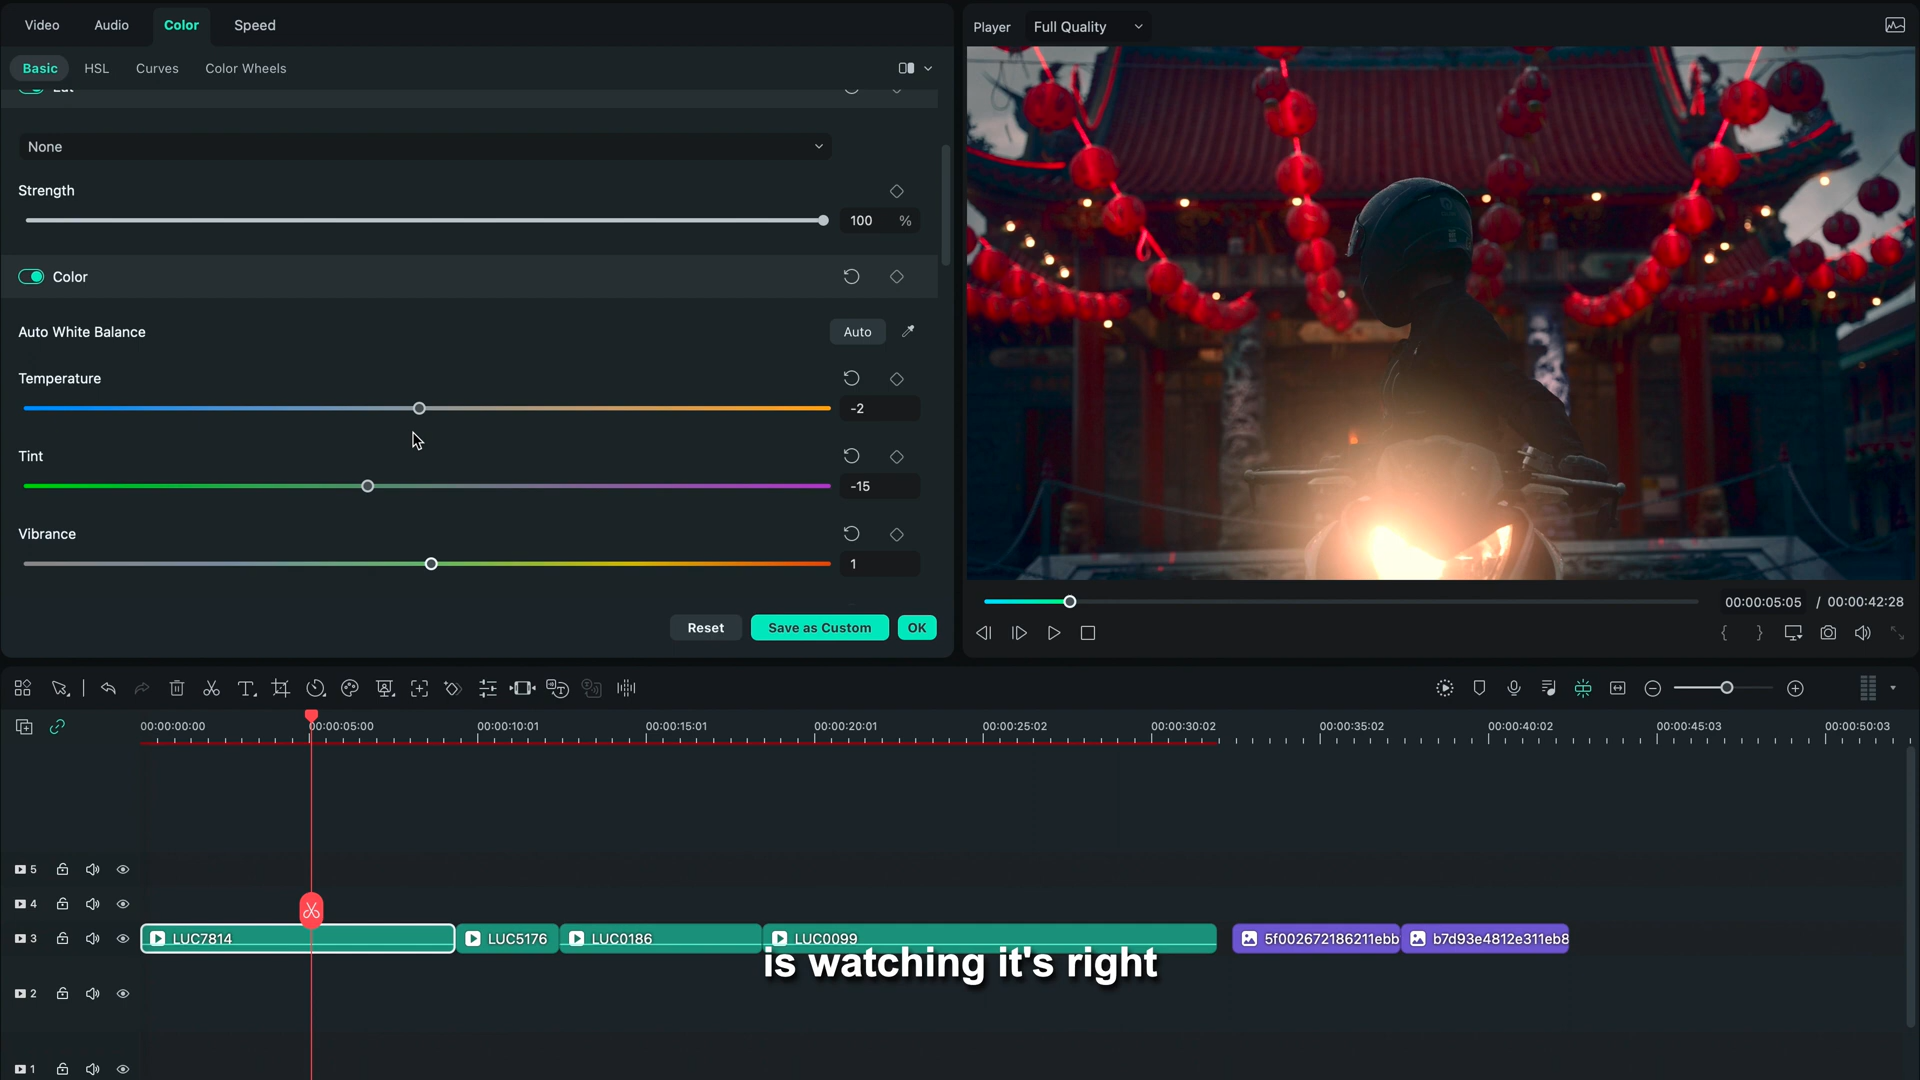 Video Audio Color Speed
Player Full Quality
Basic HSL Curves Color Wheels
Lut
None
Strength
100 %
Color
Auto White Balance Auto
Temperature
-2
Tint
-15
Vibrance
1
Reset Save as Custom OK
00:00:05:05 / 00:00:42:28
00:00:00:00 00:00:05:00 00:00:10:01 00:00:15:01 00:00:20:01 00:00:25:02 00:00:30:02 00:00:35:02 00:00:40:02 00:00:45:03 00:00:50:03
5
4
3 LUC7814 LUC5176 LUC0186 LUC0099 5f002672186211ebb b7d93e4812e311eb8
is watching it's right
2
1